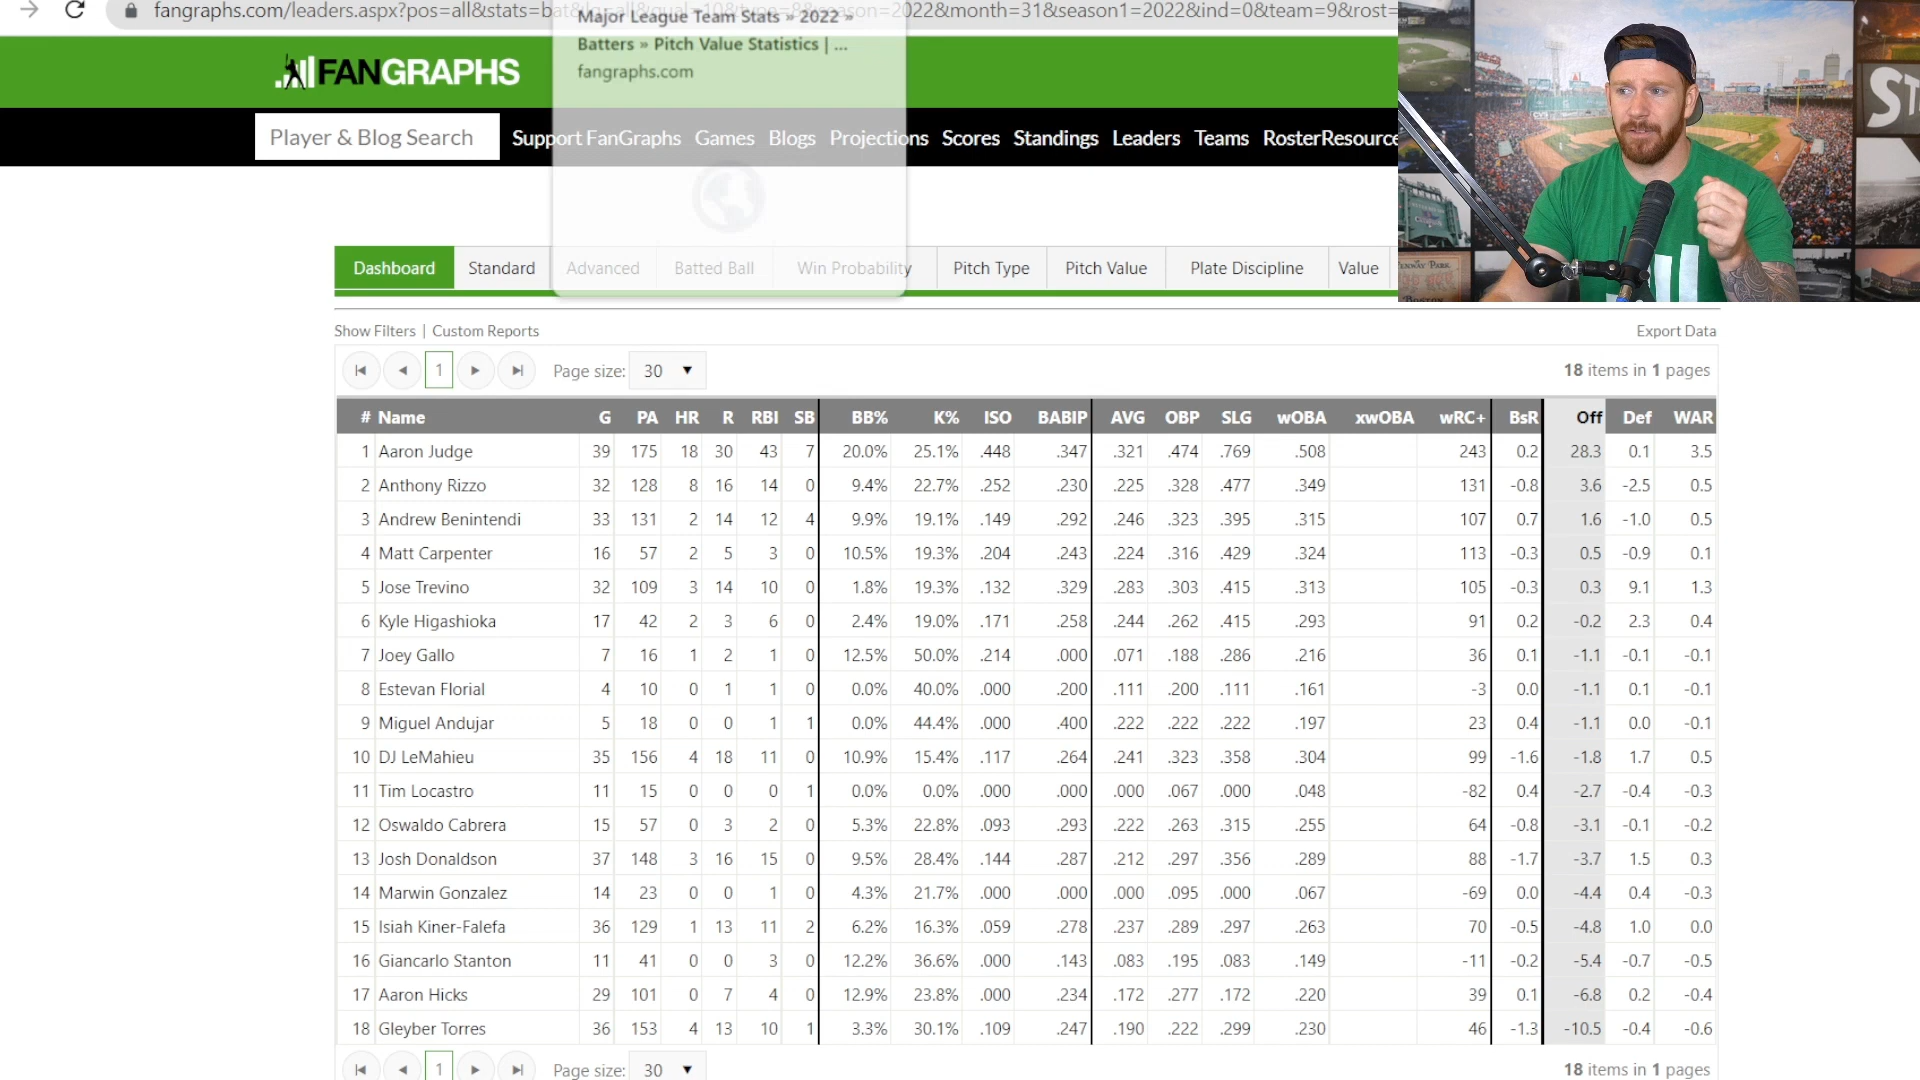 fangraphs.com/leaders.aspx?pos=all&stats=bat&lg=all&qual=10&type=8&season=2022&month=31&season1=2022&ind=0&team=9&rost=
Major League Team Stats » 2022 »
Batters » Pitch Value Statistics | ...
fangraphs.com
FANGRAPHS
Player & Blog Search Support FanGraphs Games Blogs Projections Scores Standings Leaders Teams RosterResource
Dashboard Standard Advanced Batted Ball Win Probability Pitch Type Pitch Value Plate Discipline Value
Show Filters | Custom Reports Export Data
1 Page size: 30 18 items in 1 pages
# Name G PA HR R RBI SB BB% K% ISO BABIP AVG OBP SLG wOBA xwOBA wRC+ BsR Off Def WAR
1 Aaron Judge 39 175 18 30 43 7 20.0% 25.1% .448 .347 .321 .474 .769 .508 243 0.2 28.3 0.1 3.5
2 Anthony Rizzo 32 128 8 16 14 0 9.4% 22.7% .252 .230 .225 .328 .477 .349 131 -0.8 3.6 -2.5 0.5
3 Andrew Benintendi 33 131 2 14 12 4 9.9% 19.1% .149 .292 .246 .323 .395 .315 107 0.7 1.6 -1.0 0.5
4 Matt Carpenter 16 57 2 5 3 0 10.5% 19.3% .204 .243 .224 .316 .429 .324 113 -0.3 0.5 -0.9 0.1
5 Jose Trevino 32 109 3 14 10 0 1.8% 19.3% .132 .329 .283 .303 .415 .313 105 -0.3 0.3 9.1 1.3
6 Kyle Higashioka 17 42 2 3 6 0 2.4% 19.0% .171 .258 .244 .262 .415 .293 91 0.2 -0.2 2.3 0.4
7 Joey Gallo 7 16 1 2 1 0 12.5% 50.0% .214 .000 .071 .188 .286 .216 36 0.1 -1.1 -0.1 -0.1
8 Estevan Florial 4 10 0 1 1 0 0.0% 40.0% .000 .200 .111 .200 .111 .161 -3 0.0 -1.1 0.1 -0.1
9 Miguel Andujar 5 18 0 0 1 1 0.0% 44.4% .000 .400 .222 .222 .222 .197 23 0.4 -1.1 0.0 -0.1
10 DJ LeMahieu 35 156 4 18 11 0 10.9% 15.4% .117 .264 .241 .323 .358 .304 99 -1.6 -1.8 1.7 0.5
11 Tim Locastro 11 15 0 0 0 1 0.0% 0.0% .000 .000 .000 .067 .000 .048 -82 0.4 -2.7 -0.4 -0.3
12 Oswaldo Cabrera 15 57 0 3 2 0 5.3% 22.8% .093 .293 .222 .263 .315 .255 64 -0.8 -3.1 -0.1 -0.2
13 Josh Donaldson 37 148 3 16 15 0 9.5% 28.4% .144 .287 .212 .297 .356 .289 88 -1.7 -3.7 1.5 0.3
14 Marwin Gonzalez 14 23 0 0 1 0 4.3% 21.7% .000 .000 .000 .095 .000 .067 -69 0.0 -4.4 0.4 -0.3
15 Isiah Kiner-Falefa 36 129 1 13 11 2 6.2% 16.3% .059 .278 .237 .289 .297 .263 70 -0.5 -4.8 1.0 0.0
16 Giancarlo Stanton 11 41 0 0 3 0 12.2% 36.6% .000 .143 .083 .195 .083 .149 -11 -0.2 -5.4 -0.7 -0.5
17 Aaron Hicks 29 101 0 7 4 0 12.9% 23.8% .000 .234 .172 .277 .172 .220 39 0.1 -6.8 0.2 -0.4
18 Gleyber Torres 36 153 4 13 10 1 3.3% 30.1% .109 .247 .190 .222 .299 .230 46 -1.3 -10.5 -0.4 -0.6
1 Page size: 30 18 items in 1 pages